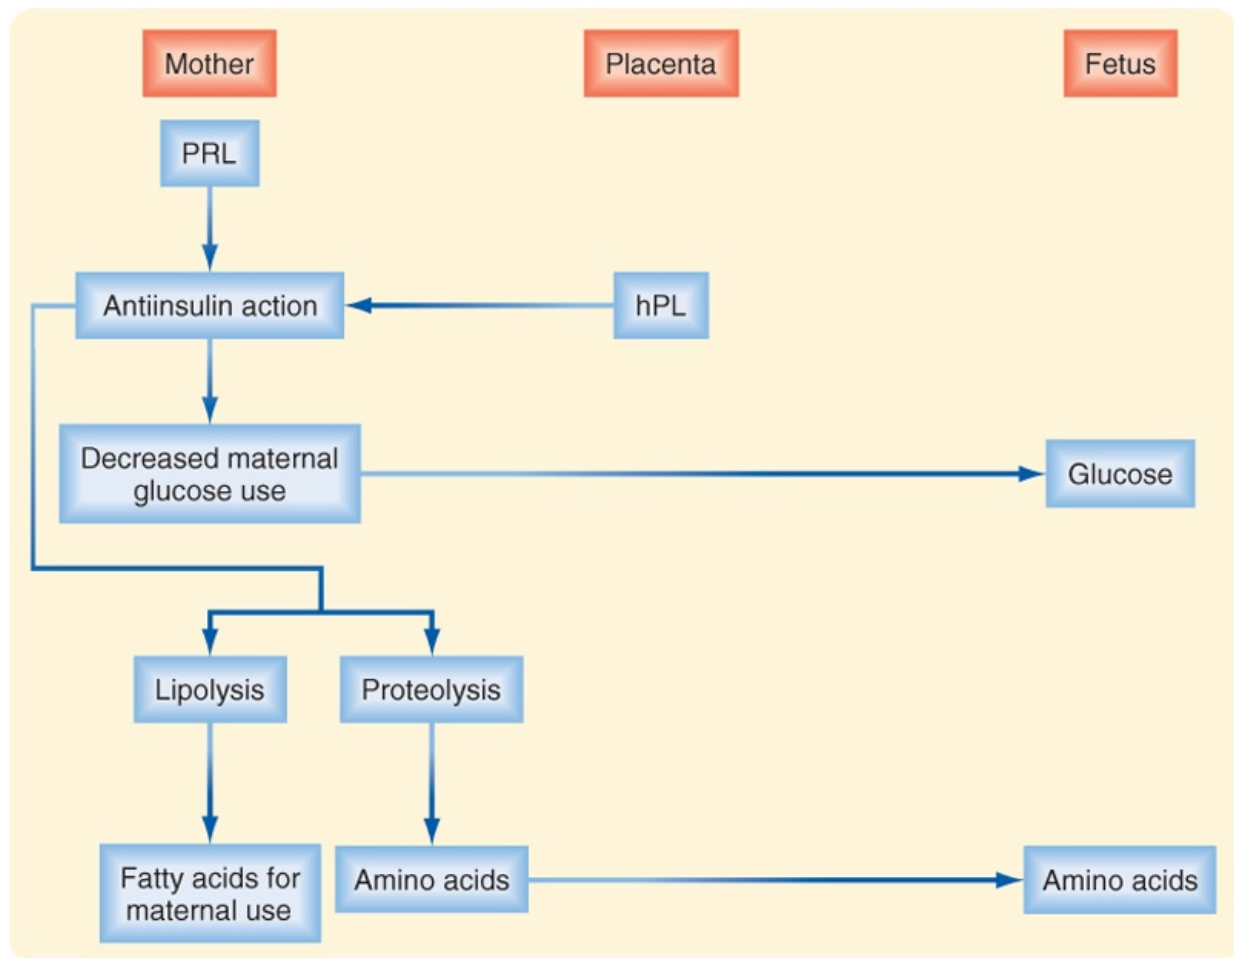 Mother
Placenta
Fetus
PRL
Antiinsulin action
hPL
Decreased maternal
glucose use
Glucose
Lipolysis
Proteolysis
Fatty acids for
maternal use
Amino acids
Amino acids